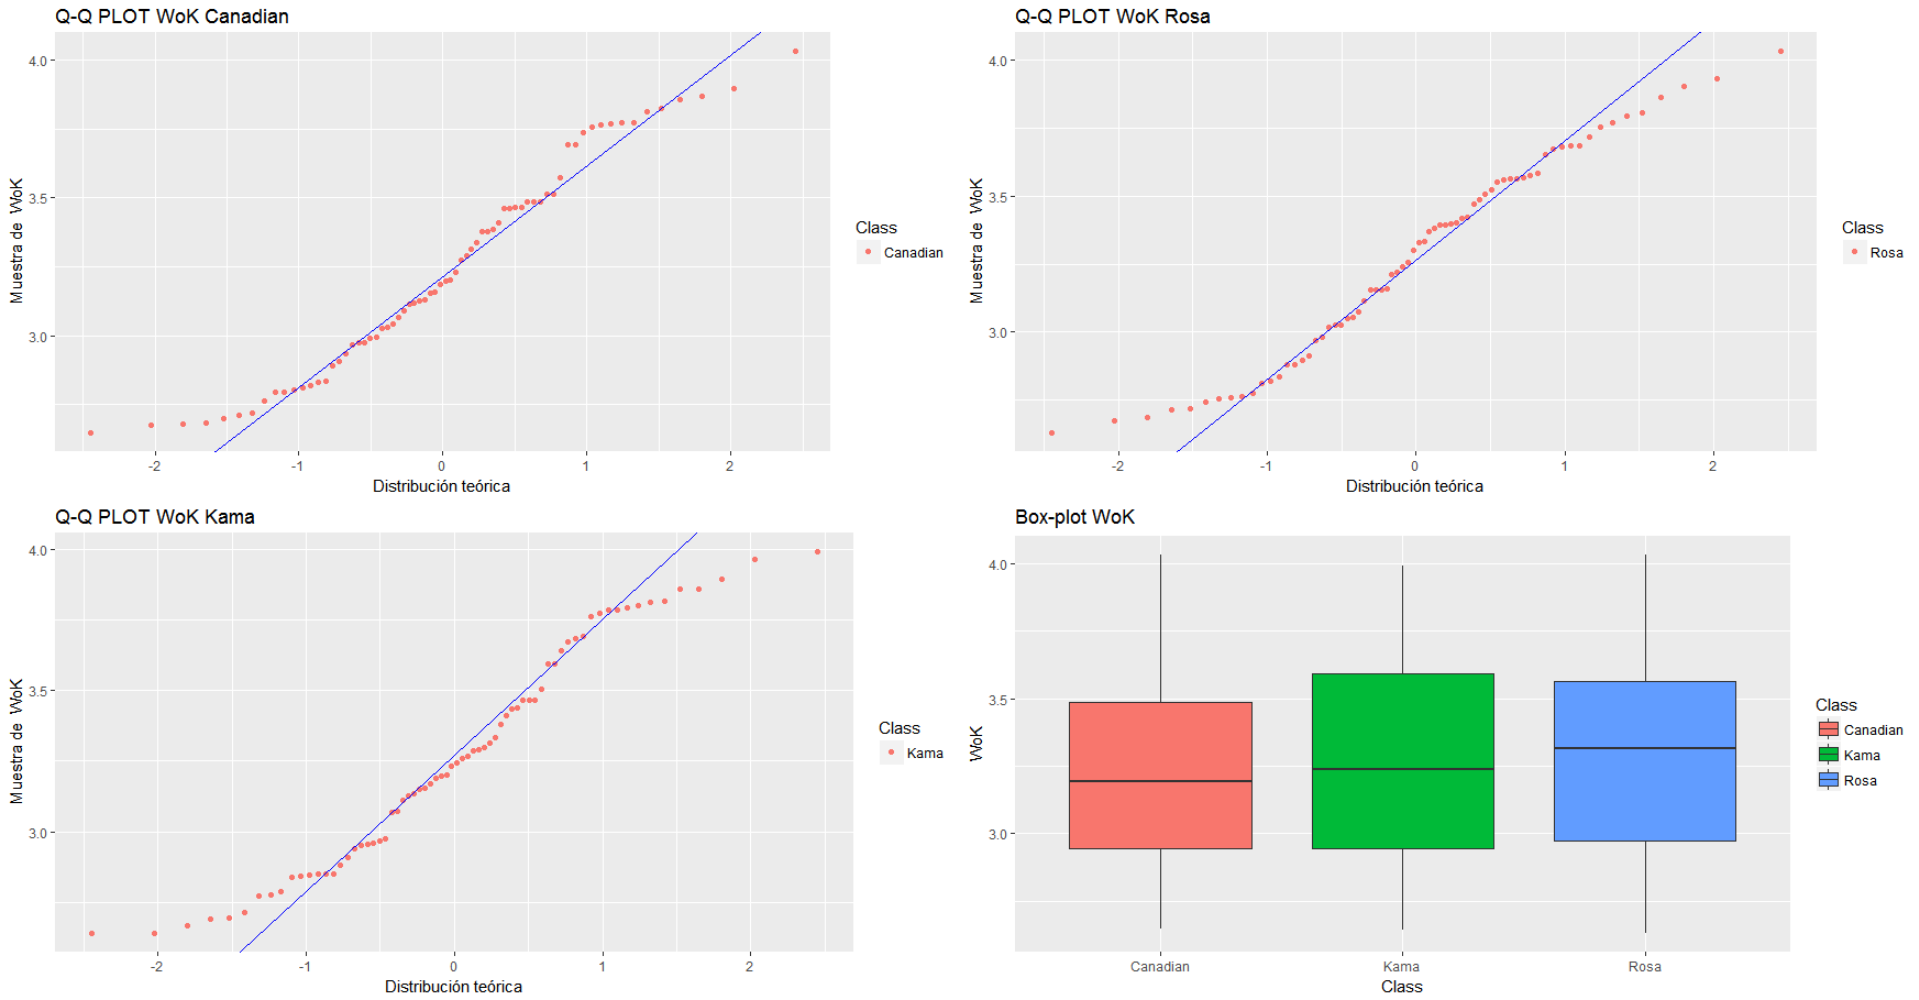 Q-Q PLOT WoK Canadian
Muestra de WoK
4.0
3.5
3.0
-2 -1 0 1 2
Distribución teórica
Class
Canadian
Q-Q PLOT WoK Rosa
Muestra de WoK
4.0
3.5
3.0
-2 -1 0 1 2
Distribución teórica
Class
Rosa
Q-Q PLOT WoK Kama
Muestra de WoK
4.0
3.5
3.0
-2 -1 0 1 2
Distribución teórica
Class
Kama
Box-plot WoK
WoK
4.0
3.5
3.0
Canadian Kama Rosa
Class
Class
Canadian
Kama
Rosa